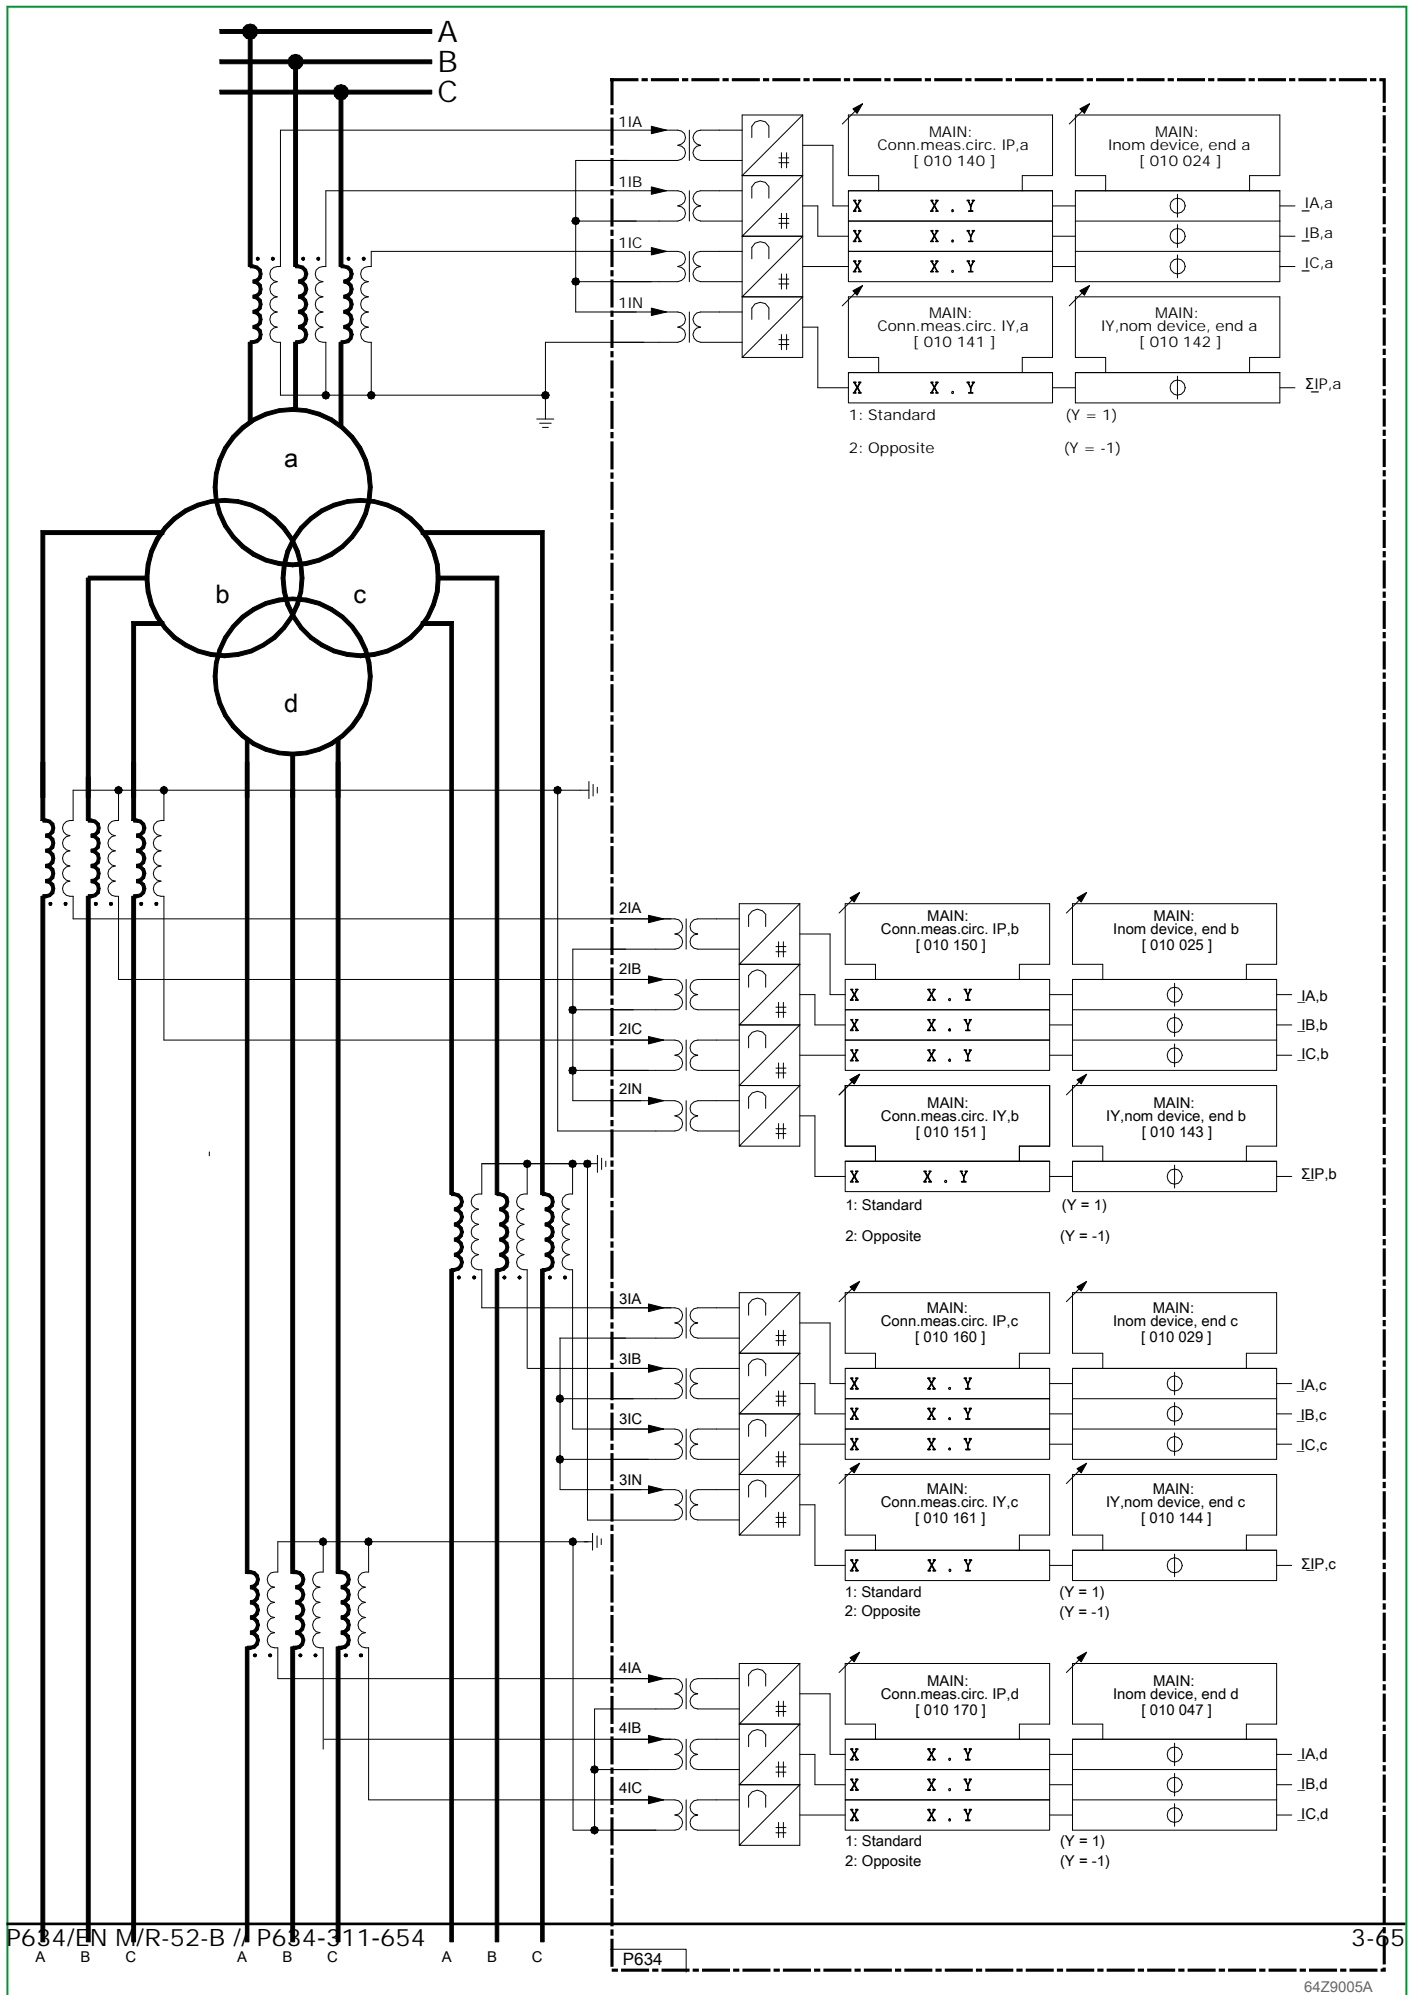 A
B
C
1IA
MAIN:
Conn.meas.circ. IP,a
[ 010 140 ]
MAIN:
Inom device, end a
[ 010 024 ]
#
1IB
X X . Y
IA,a
#
X X . Y
IB,a
1IC
X X . Y
IC,a
#
1IN
MAIN:
Conn.meas.circ. IY,a
[ 010 141 ]
MAIN:
IY,nom device, end a
[ 010 142 ]
#
X X . Y
ΣIP,a
1: Standard (Y = 1)
2: Opposite (Y = -1)
a
b
c
d
2IA
MAIN:
Conn.meas.circ. IP,b
[ 010 150 ]
MAIN:
Inom device, end b
[ 010 025 ]
#
2IB
X X . Y
IA,b
#
X X . Y
IB,b
2IC
X X . Y
IC,b
#
2IN
MAIN:
Conn.meas.circ. IY,b
[ 010 151 ]
MAIN:
IY,nom device, end b
[ 010 143 ]
#
X X . Y
ΣIP,b
1: Standard (Y = 1)
2: Opposite (Y = -1)
3IA
MAIN:
Conn.meas.circ. IP,c
[ 010 160 ]
MAIN:
Inom device, end c
[ 010 029 ]
#
3IB
X X . Y
IA,c
#
X X . Y
IB,c
3IC
X X . Y
IC,c
#
3IN
MAIN:
Conn.meas.circ. IY,c
[ 010 161 ]
MAIN:
IY,nom device, end c
[ 010 144 ]
#
X X . Y
ΣIP,c
1: Standard (Y = 1)
2: Opposite (Y = -1)
4IA
MAIN:
Conn.meas.circ. IP,d
[ 010 170 ]
MAIN:
Inom device, end d
[ 010 047 ]
#
4IB
X X . Y
IA,d
#
X X . Y
IB,d
4IC
X X . Y
IC,d
#
1: Standard (Y = 1)
2: Opposite (Y = -1)
P634/EN M/R-52-B // P634-311-654 3-65
A B C A B C A B C
P634
64Z9005A